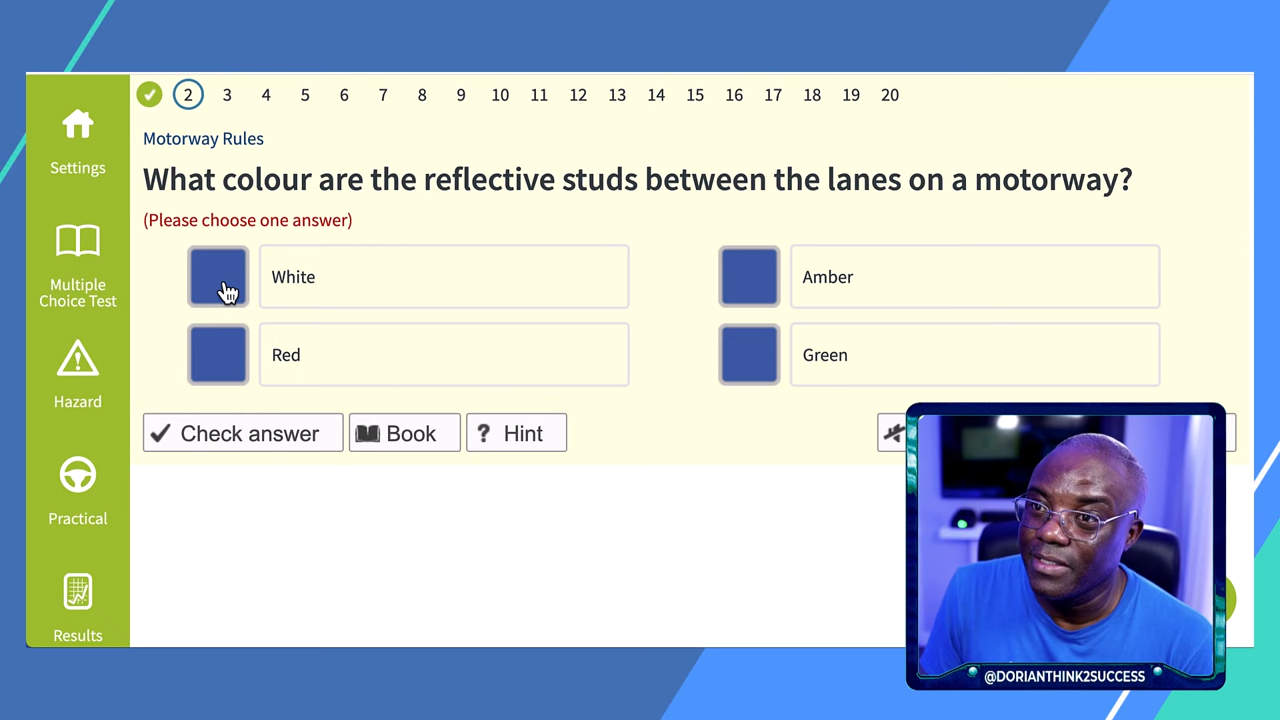 2 3 4 5 6 7 8 9 10 11 12 13 14 15 16 17 18 19 20
Motorway Rules
What colour are the reflective studs between the lanes on a motorway?
(Please choose one answer)
White
Amber
Red
Green
Check answer
Book
? Hint
Settings
Multiple
Choice Test
Hazard
Practical
Results
@DORIANTHINK2SUCCESS